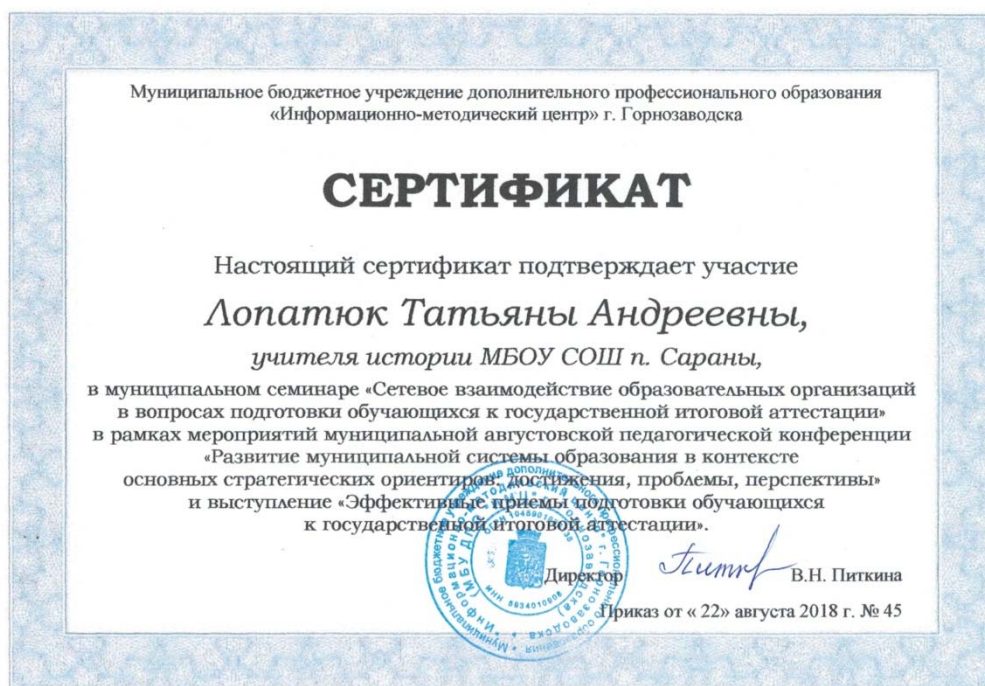 Муниципальное бюджетное учреждение дополнительного профессионального образования
«Информационно-методический центр» г. Горнозаводска
СЕРТИФИКАТ
Настоящий сертификат подтверждает участие
Лопатюк Татьяны Андреевны,
учителя истории МБОУ СОШ п. Сараны,
в муниципальном семинаре «Сетевое взаимодействие образовательных организаций
в вопросах подготовки обучающихся к государственной итоговой аттестации»
в рамках мероприятий муниципальной августовской педагогической конференции
«Развитие муниципальной системы образования в контексте
основных стратегических ориентиров: достижения, проблемы, перспективы»
и выступление «Эффективные приемы подготовки обучающихся
к государственной итоговой аттестации».
Директор В.Н. Питкина
Приказ от « 22» августа 2018 г. № 45